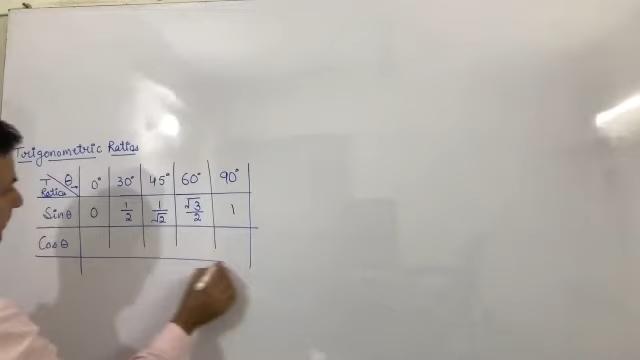 Trigonometric Ratios
T Ratios θ→ 0° 30° 45° 60° 90°
Sinθ 0 1/2 1/√2 √3/2 1
Cosθ